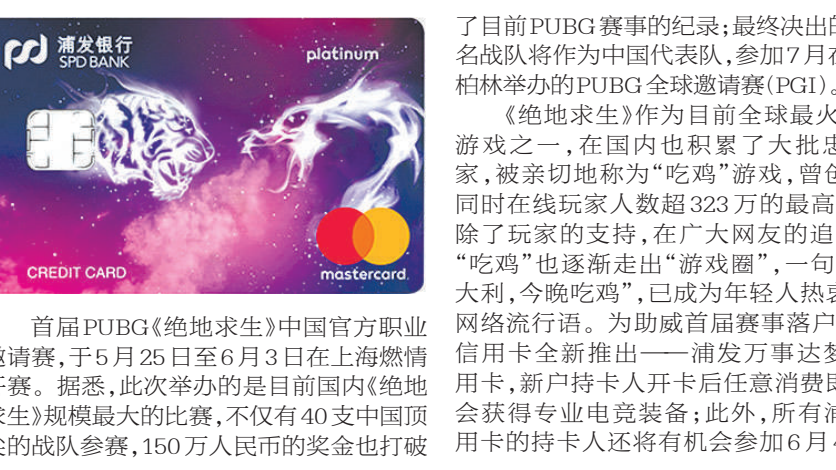 浦发银行
SPD BANK
platinum
CREDIT CARD
mastercard.
首届PUBG《绝地求生》中国官方职业
邀请赛,于5月25日至6月3日在上海燃情
开赛。据悉,此次举办的是目前国内《绝地
求生》规模最大的比赛,不仅有40支中国顶
尖的战队参赛,150万人民币的奖金也打破
了目前PUBG赛事的纪录;最终决出的
名战队将作为中国代表队,参加7月在
柏林举办的PUBG全球邀请赛(PGI)。
《绝地求生》作为目前全球最火
游戏之一,在国内也积累了大批忠
家,被亲切地称为“吃鸡”游戏,曾创
同时在线玩家人数超323万的最高
除了玩家的支持,在广大网友的追
“吃鸡”也逐渐走出“游戏圈”,一句
大利,今晚吃鸡”,已成为年轻人热衷
网络流行语。为助威首届赛事落户
信用卡全新推出——浦发万事达梦
用卡,新户持卡人开卡后任意消费即
会获得专业电竞装备;此外,所有浦
用卡的持卡人还将有机会参加6月4